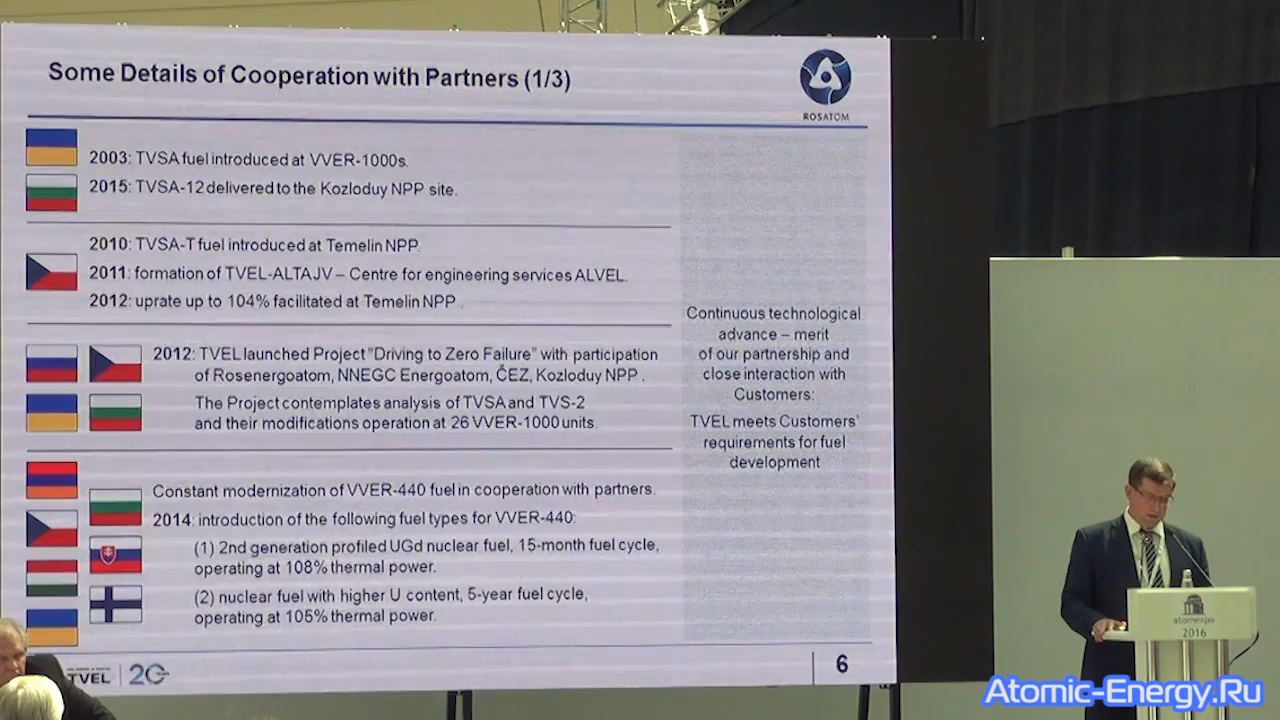 Some Details of Cooperation with Partners (1/3)
ROSATOM
2003: TVSA fuel introduced at VVER-1000s.
2015: TVSA-12 delivered to the Kozloduy NPP site.
2010: TVSA-T fuel introduced at Temelin NPP.
2011: formation of TVEL-ALTAJV – Centre for engineering services ALVEL.
2012: uprate up to 104% facilitated at Temelin NPP .
2012: TVEL launched Project “Driving to Zero Failure” with participation
of Rosenergoatom, NNEGC Energoatom, ČEZ, Kozloduy NPP .
The Project contemplates analysis of TVSA and TVS-2
and their modifications operation at 26 VVER-1000 units.
Constant modernization of VVER-440 fuel in cooperation with partners.
2014: introduction of the following fuel types for VVER-440:
(1) 2nd generation profiled UGd nuclear fuel, 15-month fuel cycle,
operating at 108% thermal power.
(2) nuclear fuel with higher U content, 5-year fuel cycle,
operating at 105% thermal power.
Continuous technological
advance – merit
of our partnership and
close interaction with
Customers:
TVEL meets Customers’
requirements for fuel
development
TVEL
20
6
atomexpo
2016
Atomic-Energy.Ru